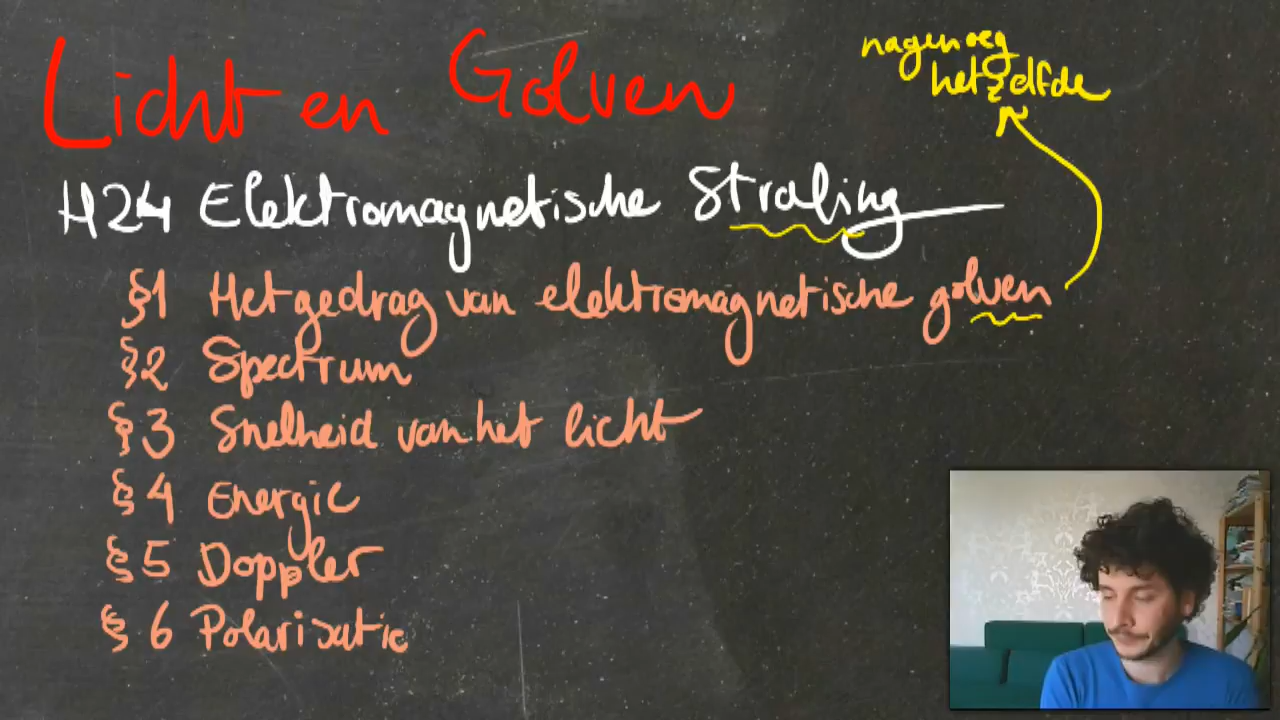 Licht en Golven
nagenoeg
hetzelfde
H24 Elektromagnetische Straling
§1 Het gedrag van elektromagnetische golven
§2 Spectrum
§3 Snelheid van het licht
§4 Energie
§5 Doppler
§6 Polarisatie